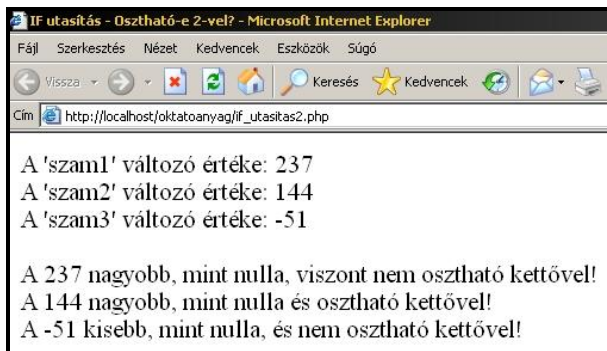 IF utasítás - Osztható-e 2-vel? - Microsoft Internet Explorer
Fájl Szerkesztés Nézet Kedvencek Eszközök Súgó
Vissza Keresés Kedvencek
Cím http://localhost/oktatoanyag/if_utasitas2.php
A 'szam1' változó értéke: 237
A 'szam2' változó értéke: 144
A 'szam3' változó értéke: -51
A 237 nagyobb, mint nulla, viszont nem osztható kettővel!
A 144 nagyobb, mint nulla és osztható kettővel!
A -51 kisebb, mint nulla, és nem osztható kettővel!